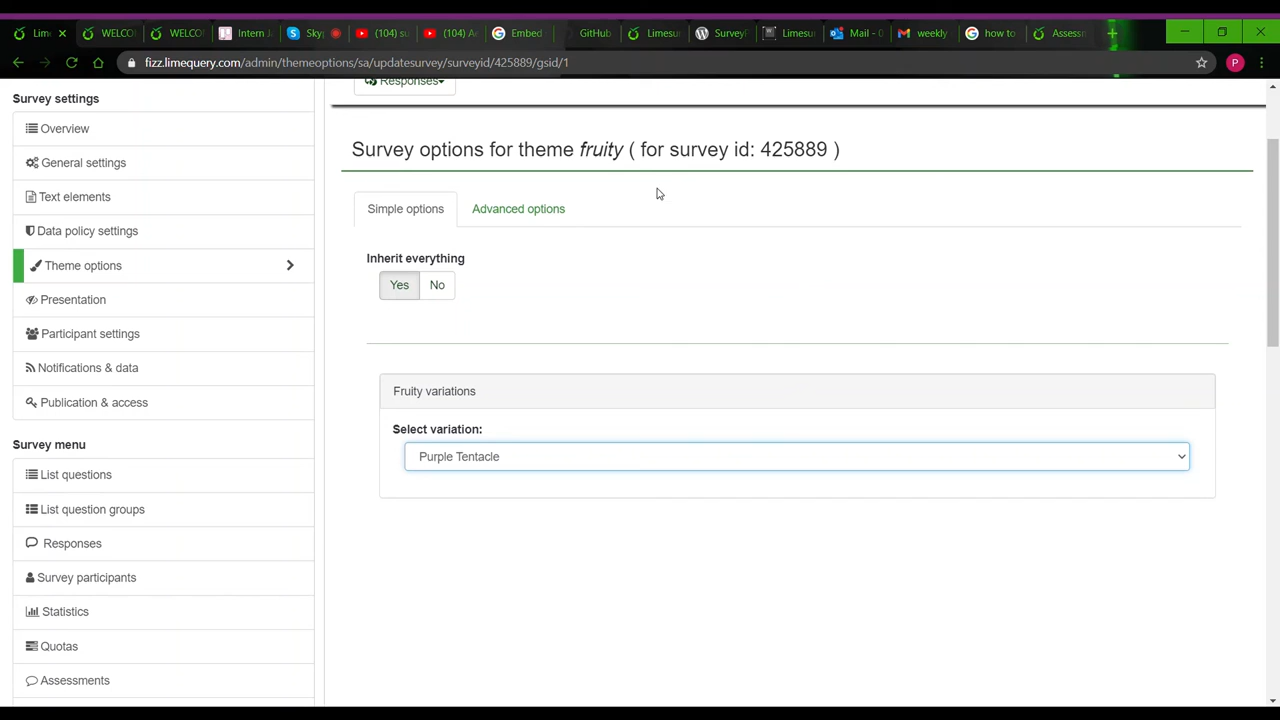 Lim
WELCO
WELCO
Intern Ja
Sky
(104) su
(104) Ar
Embed
GitHub
Limesu
Survey
Limesu
Mail - O
weekly
how to
Assessm
fizz.limequery.com/admin/themeoptions/sa/updatesurvey/surveyid/425889/gsid/1
P
Survey settings
Overview
General settings
Text elements
Data policy settings
Theme options
Presentation
Participant settings
Notifications & data
Publication & access
Survey menu
List questions
List question groups
Responses
Survey participants
Statistics
Quotas
Assessments
Responses
Survey options for theme fruity ( for survey id: 425889 )
Simple options
Advanced options
Inherit everything
Yes
No
Fruity variations
Select variation:
Purple Tentacle